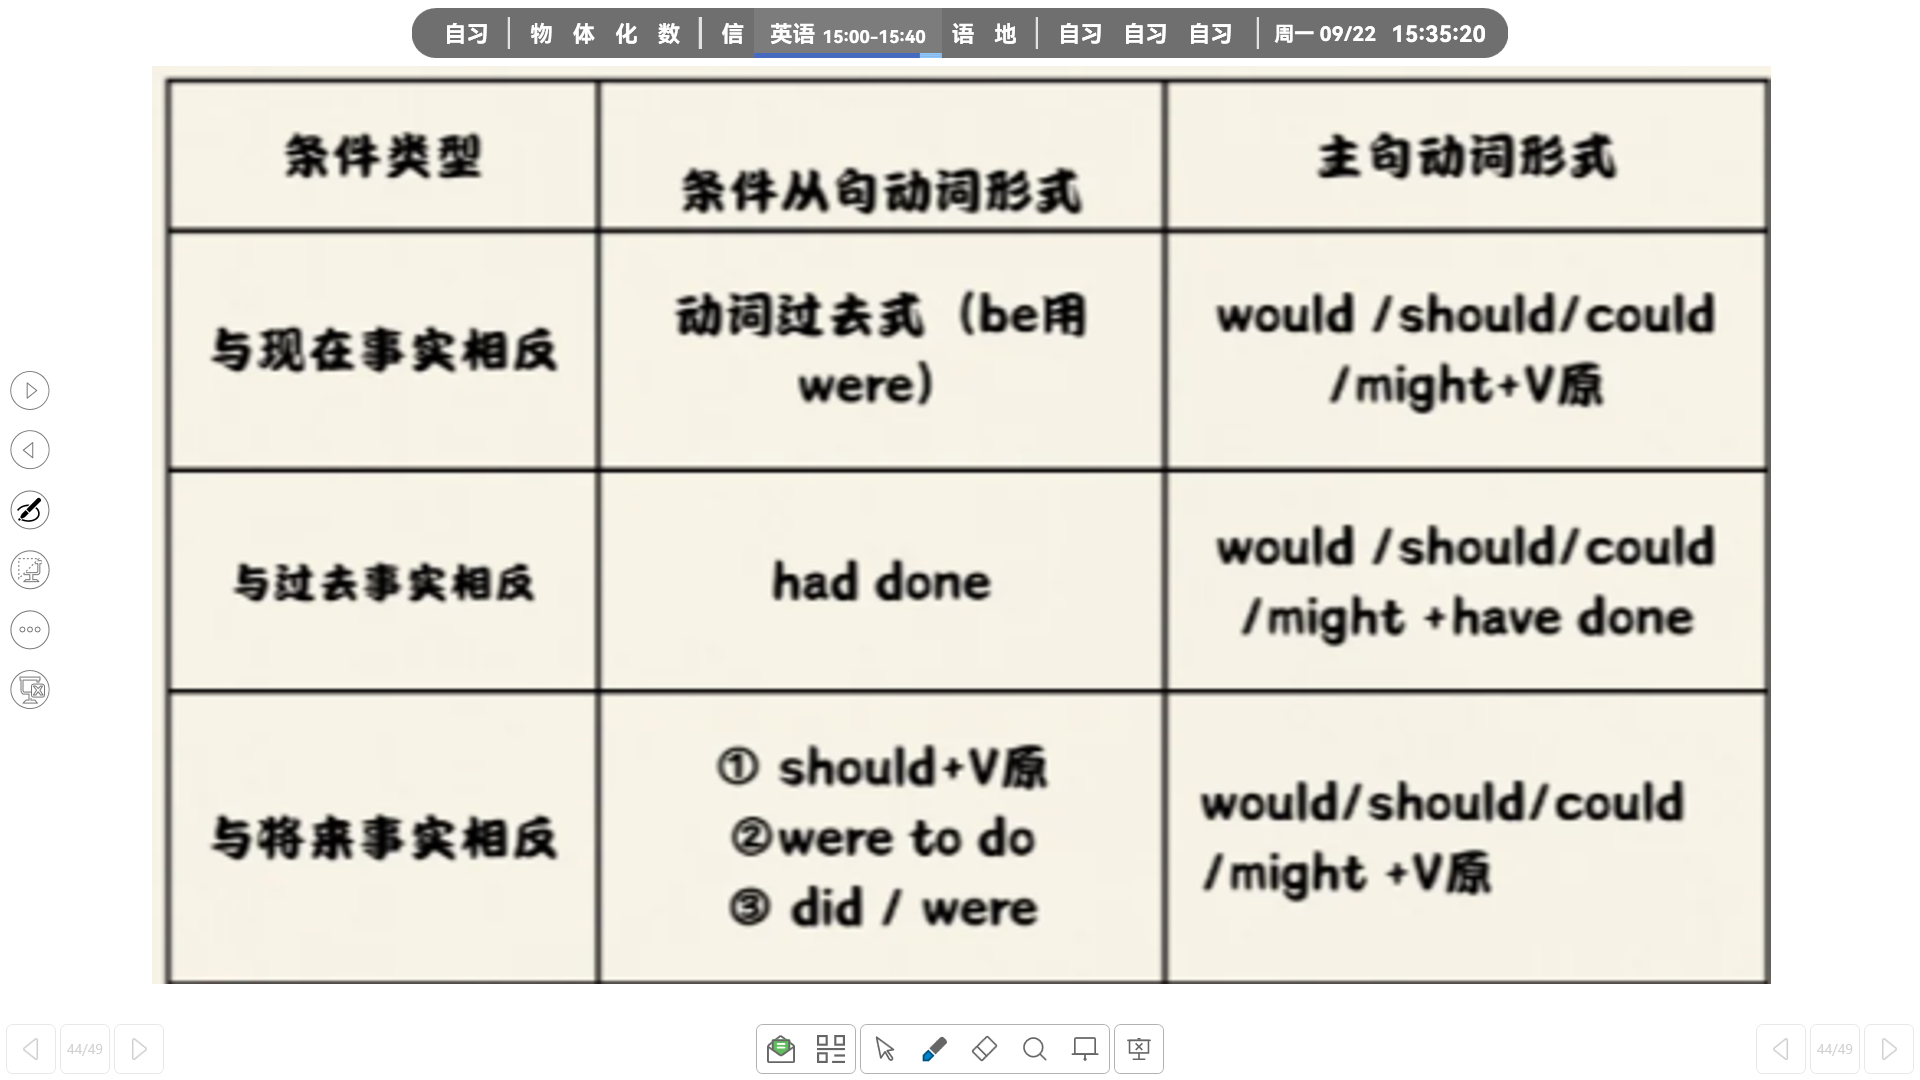 自习 物 体 化 数 信 英语 15:00-15:40 语 地 自习 自习 自习 周一 09/22 15:35:20
条件类型
条件从句动词形式
主句动词形式
与现在事实相反
动词过去式（be用
were）
would /should/could
/might+V原
与过去事实相反
had done
would /should/could
/might +have done
与将来事实相反
① should+V原
②were to do
③ did / were
would/should/could
/might +V原
44/49
44/49